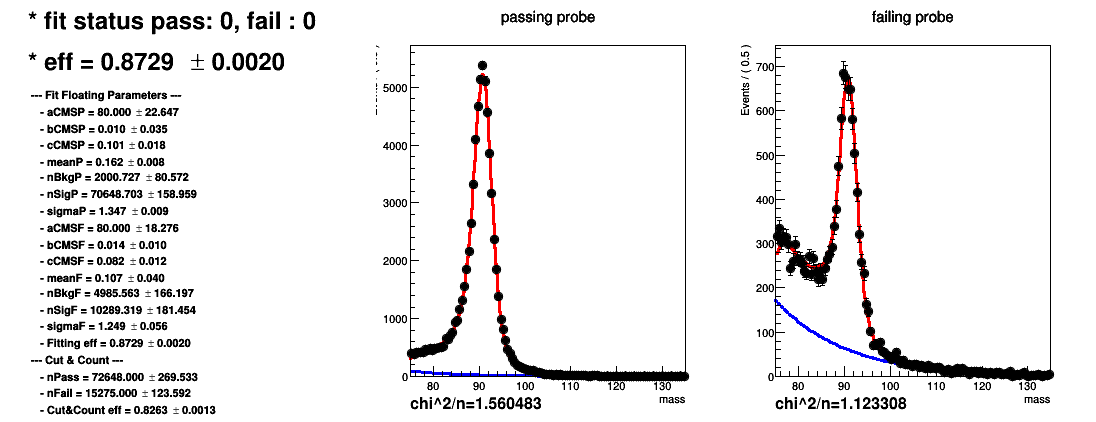 * fit status pass: 0, fail : 0
* eff = 0.8729 ± 0.0020
--- Fit Floating Parameters ---
- aCMSP = 80.000 ± 22.647
- bCMSP = 0.010 ± 0.035
- cCMSP = 0.101 ± 0.018
- meanP = 0.162 ± 0.008
- nBkgP = 2000.727 ± 80.572
- nSigP = 70648.703 ± 158.959
- sigmaP = 1.347 ± 0.009
- aCMSF = 80.000 ± 18.276
- bCMSF = 0.014 ± 0.010
- cCMSF = 0.082 ± 0.012
- meanF = 0.107 ± 0.040
- nBkgF = 4985.563 ± 166.197
- nSigF = 10289.319 ± 181.454
- sigmaF = 1.249 ± 0.056
- Fitting eff = 0.8729 ± 0.0020
--- Cut & Count ---
- nPass = 72648.000 ± 269.533
- nFail = 15275.000 ± 123.592
- Cut&Count eff = 0.8263 ± 0.0013
passing probe
5000
4000
3000
2000
1000
0
80 90 100 110 120 130
mass
chi^2/n=1.560483
failing probe
Events / ( 0.5 )
700
600
500
400
300
200
100
0
80 90 100 110 120 130
mass
chi^2/n=1.123308